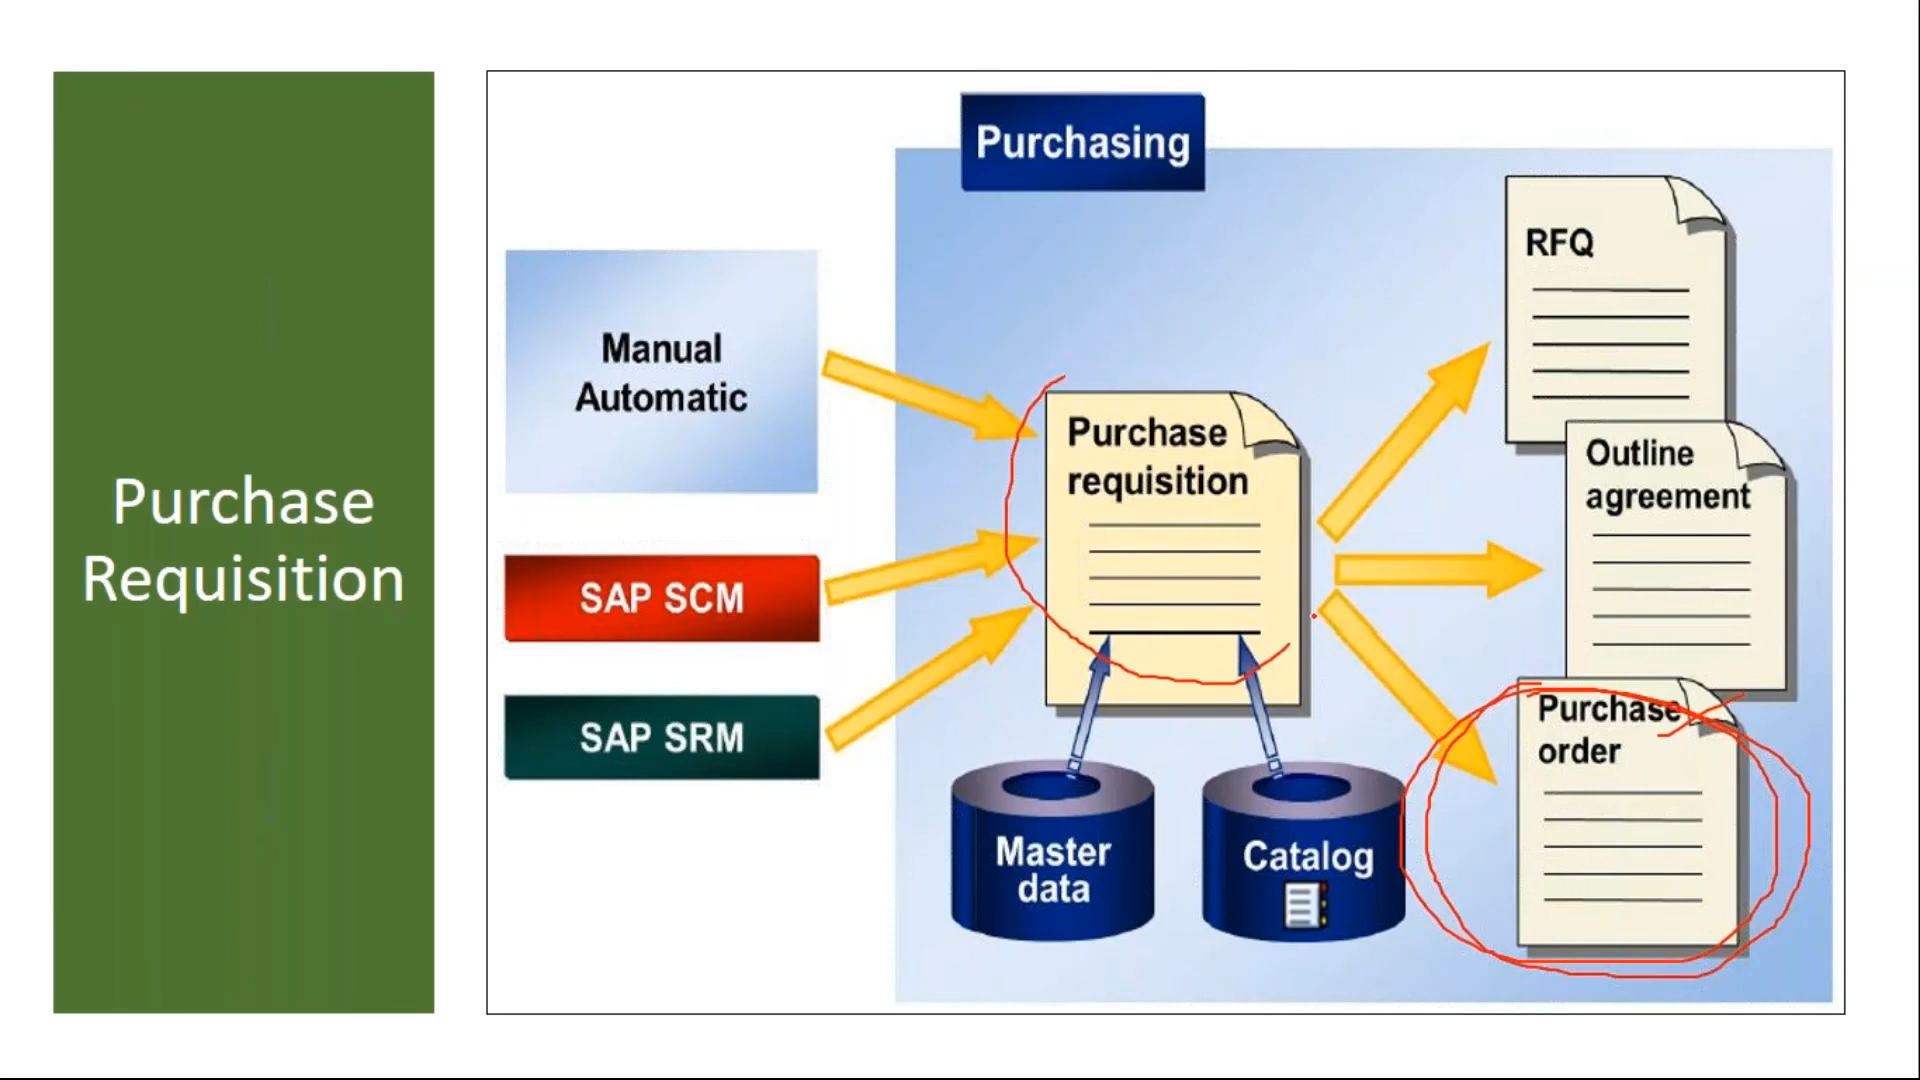 Purchase
Requisition
Purchasing
Manual
Automatic
SAP SCM
SAP SRM
Purchase
requisition
Master
data
Catalog
RFQ
Outline
agreement
Purchase
order